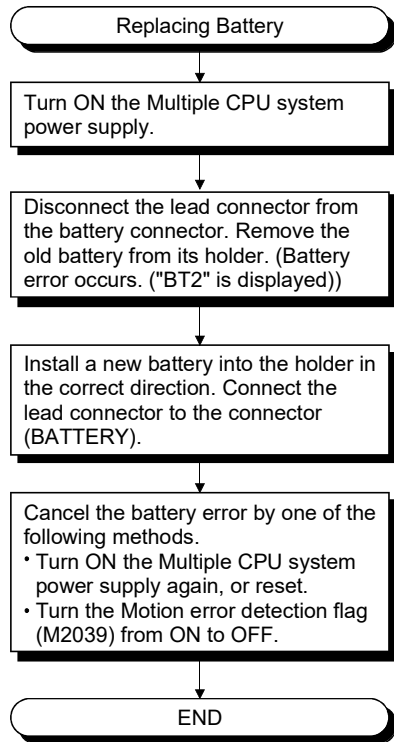 Replacing Battery
Turn ON the Multiple CPU system
power supply.
Disconnect the lead connector from
the battery connector. Remove the
old battery from its holder. (Battery
error occurs. ("BT2" is displayed))
Install a new battery into the holder in
the correct direction. Connect the
lead connector to the connector
(BATTERY).
Cancel the battery error by one of the
following methods.
• Turn ON the Multiple CPU system
power supply again, or reset.
• Turn the Motion error detection flag
(M2039) from ON to OFF.
END